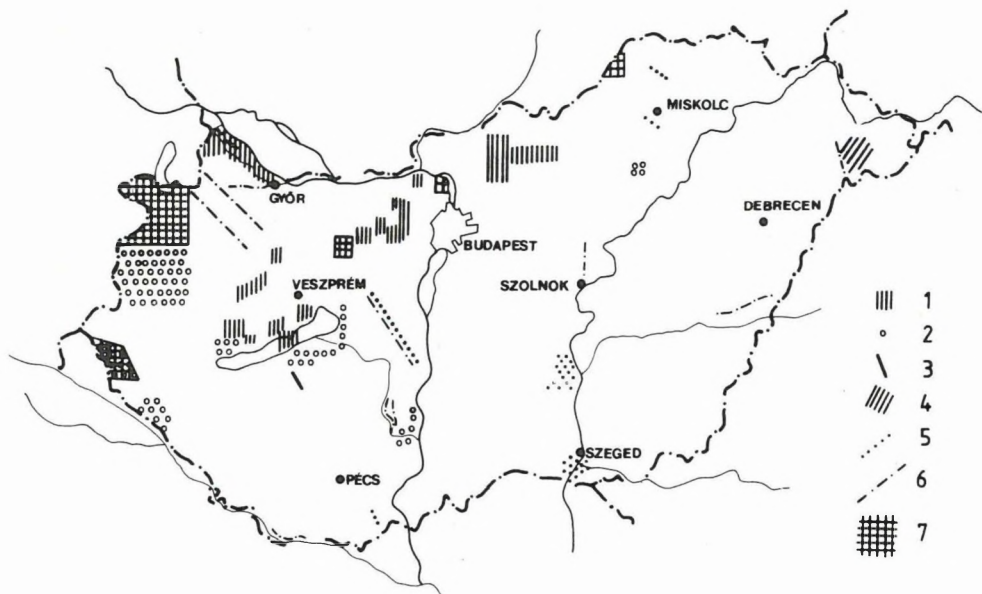 MISKOLC
GYŐR
DEBRECEN
BUDAPEST
VESZPRÉM
SZOLNOK
1
2
3
4
SZEGED
5
PÉCS
6
7